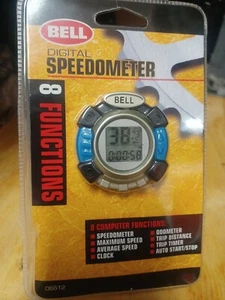 BELL
DIGITAL
SPEEDOMETER
8 FUNCTIONS
BELL
8 COMPUTER FUNCTIONS:
SPEEDOMETER
MAXIMUM SPEED
AVERAGE SPEED
CLOCK
ODOMETER
TRIP DISTANCE
TRIP TIMER
AUTO START/STOP